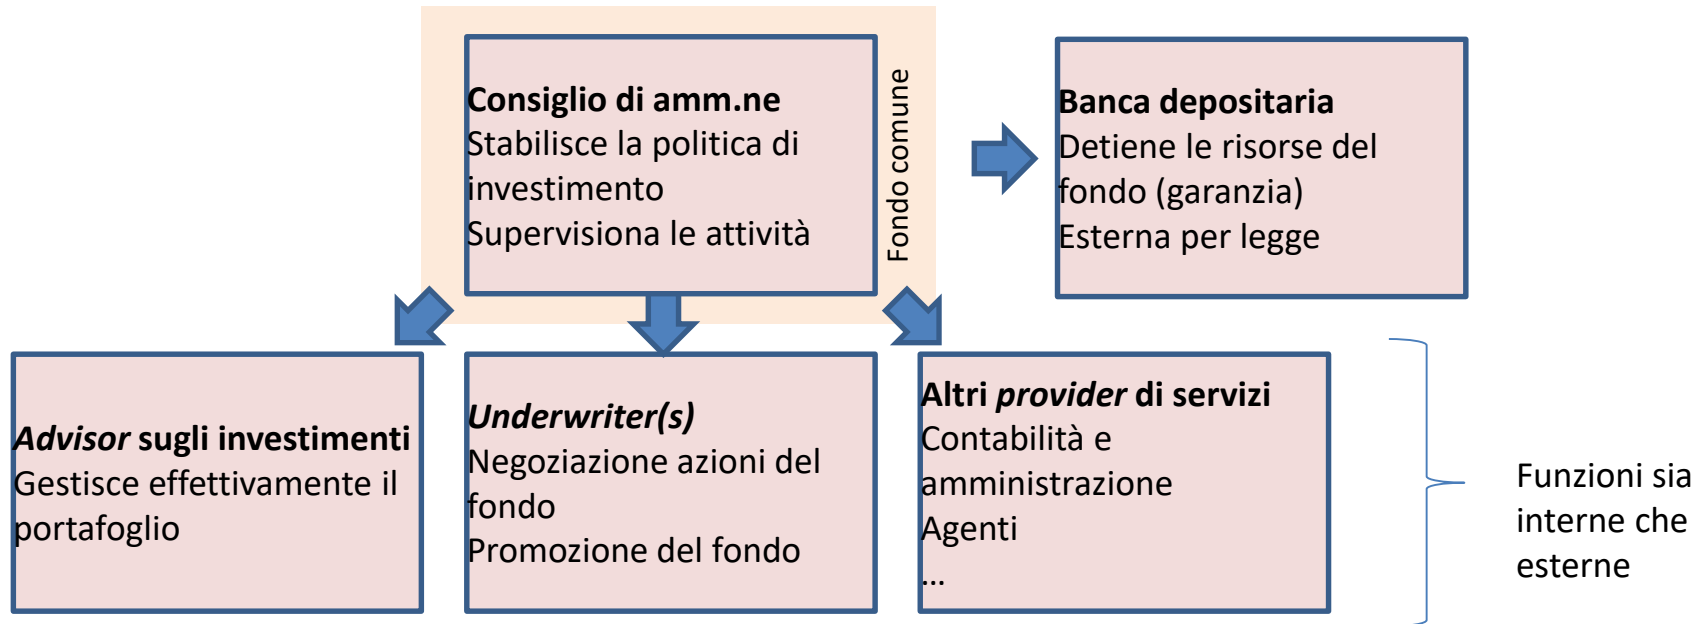 Consiglio di amm.ne
Stabilisce la politica di
investimento
Supervisiona le attività
Fondo comune
Banca depositaria
Detiene le risorse del
fondo (garanzia)
Esterna per legge
Advisor sugli investimenti
Gestisce effettivamente il
portafoglio
Underwriter(s)
Negoziazione azioni del
fondo
Promozione del fondo
Altri provider di servizi
Contabilità e
amministrazione
Agenti
...
Funzioni sia
interne che
esterne